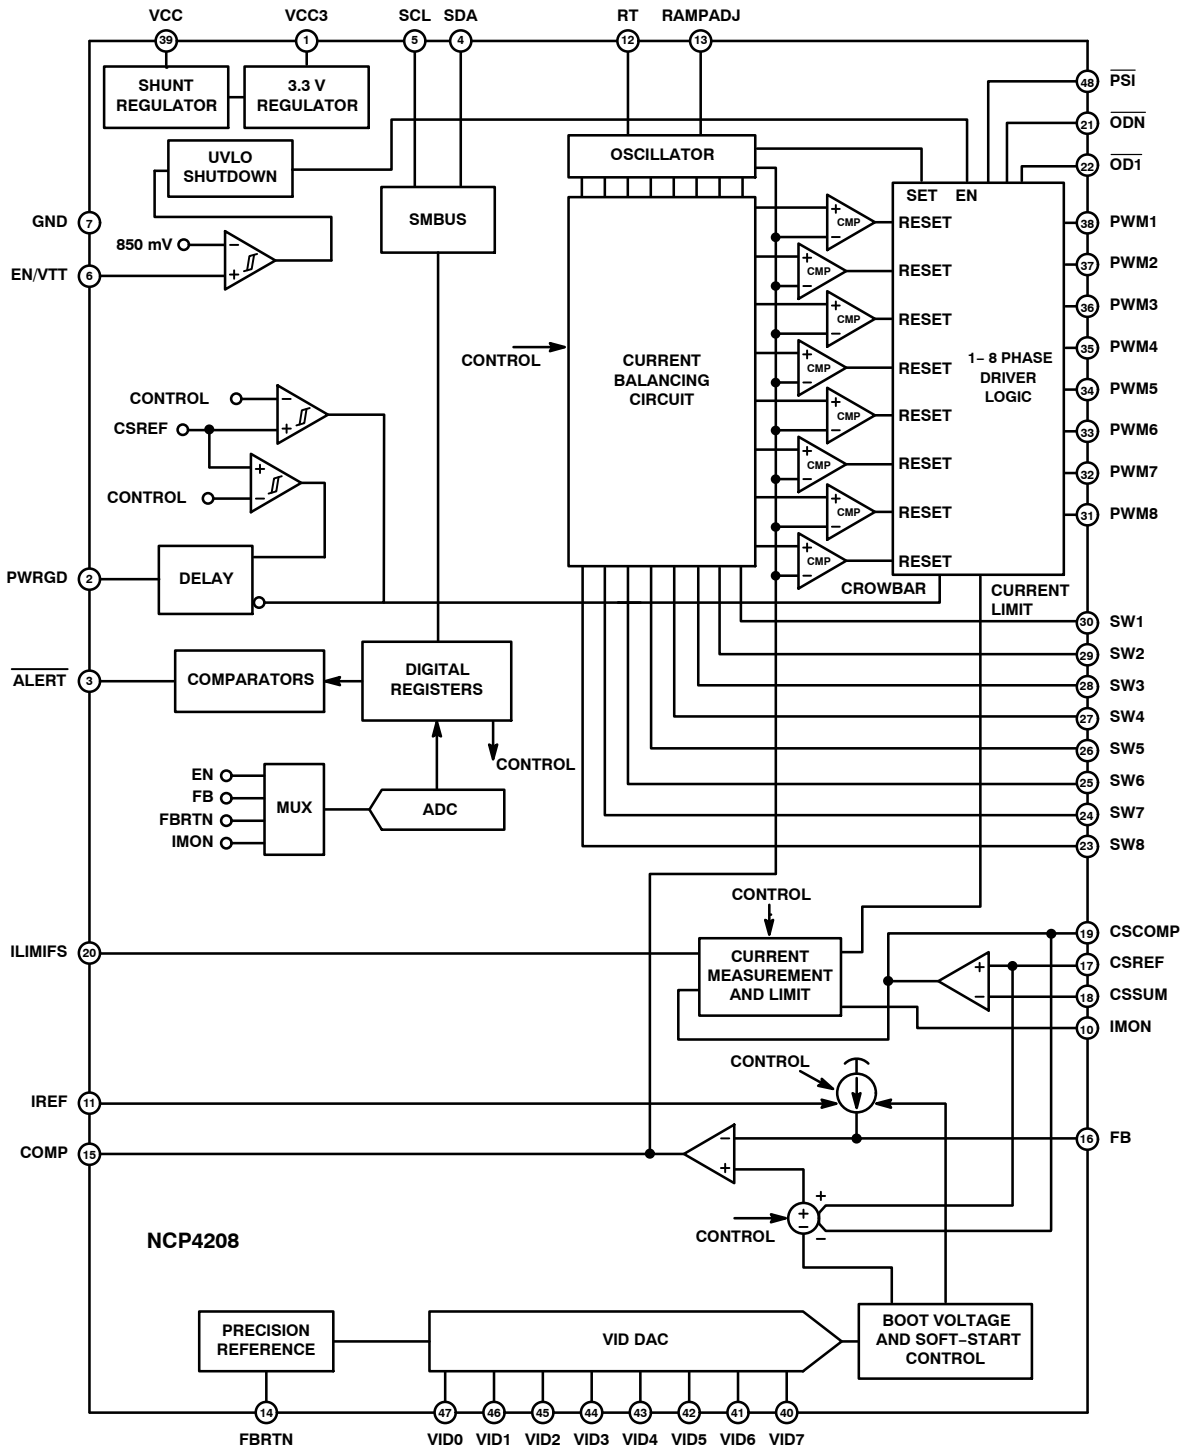 VCC VCC3 SCL SDA RT RAMPADJ
39 1 5 4 12 13
SHUNT
REGULATOR
3.3 V
REGULATOR
48 PSI
21 ODN
22 OD1
UVLO
SHUTDOWN
OSCILLATOR
SMBUS
SET EN
GND 7
850 mV
−
+
EN/VTT 6
+ CMP − RESET
+ CMP − RESET
+ CMP − RESET
+ CMP − RESET
+ CMP − RESET
+ CMP − RESET
+ CMP − RESET
+ CMP − RESET
38 PWM1
37 PWM2
36 PWM3
35 PWM4
34 PWM5
33 PWM6
32 PWM7
31 PWM8
CONTROL
CURRENT
BALANCING
CIRCUIT
1− 8 PHASE
DRIVER
LOGIC
CONTROL −
CSREF +
+
CONTROL −
PWRGD 2
DELAY
CROWBAR
CURRENT
LIMIT
30 SW1
29 SW2
28 SW3
27 SW4
26 SW5
25 SW6
24 SW7
23 SW8
ALERT 3
COMPARATORS
DIGITAL
REGISTERS
CONTROL
EN
FB
FBRTN
IMON
MUX
ADC
CONTROL
ILIMIFS 20
CURRENT
MEASUREMENT
AND LIMIT
+
−
19 CSCOMP
17 CSREF
18 CSSUM
10 IMON
CONTROL
IREF 11
COMP 15
−
+
16 FB
+
+
−
−
CONTROL
NCP4208
PRECISION
REFERENCE
VID DAC
BOOT VOLTAGE
AND SOFT−START
CONTROL
14 47 46 45 44 43 42 41 40
FBRTN VID0 VID1 VID2 VID3 VID4 VID5 VID6 VID7